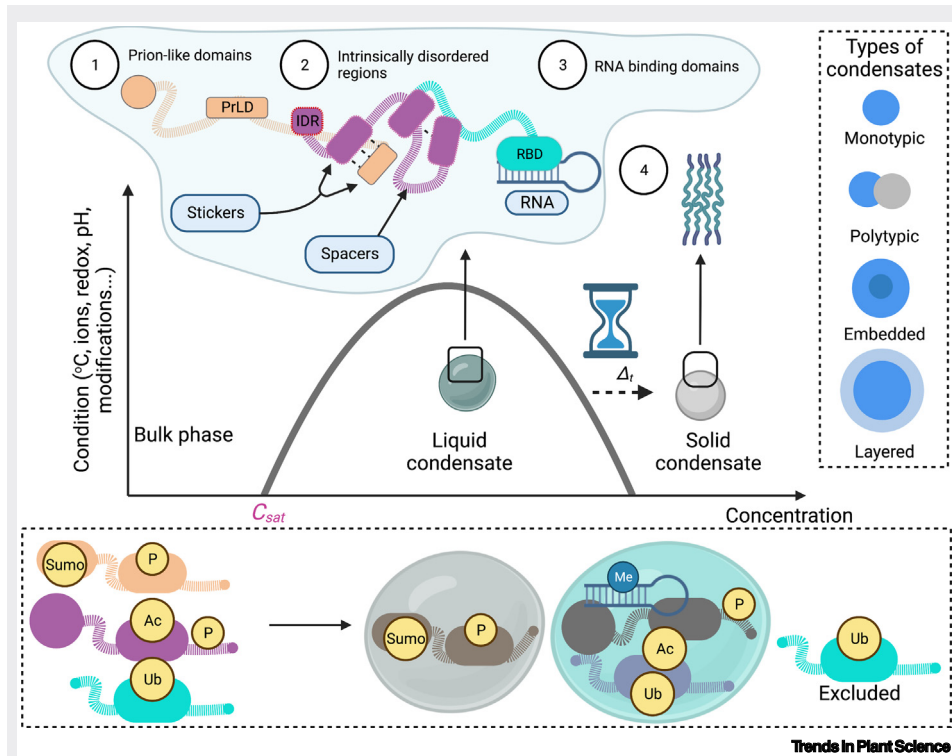 1
Prion-like domains
2
Intrinsically disordered
regions
3
RNA binding domains
PrLD
IDR
RBD
RNA
4
Stickers
Spacers
Types of
condensates
Monotypic
Polytypic
Embedded
Layered
Condition (°C, ions, redox, pH,
modifications...)
Δt
Bulk phase
Liquid
condensate
Solid
condensate
Csat
Concentration
Sumo
P
Ac
P
Ub
Sumo
P
Me
P
Ac
Ub
Ub
Excluded
Trends in Plant Science